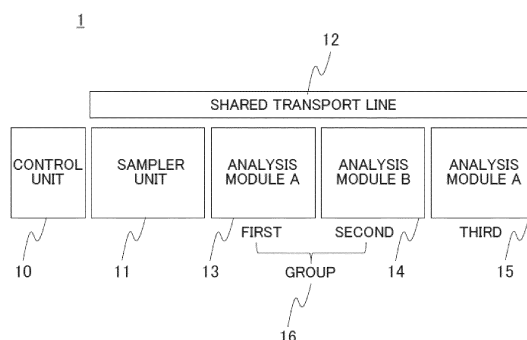 1
12
SHARED TRANSPORT LINE
CONTROL UNIT
SAMPLER UNIT
ANALYSIS MODULE A
ANALYSIS MODULE B
ANALYSIS MODULE A
FIRST SECOND THIRD
10 11 13 GROUP 14 15
16